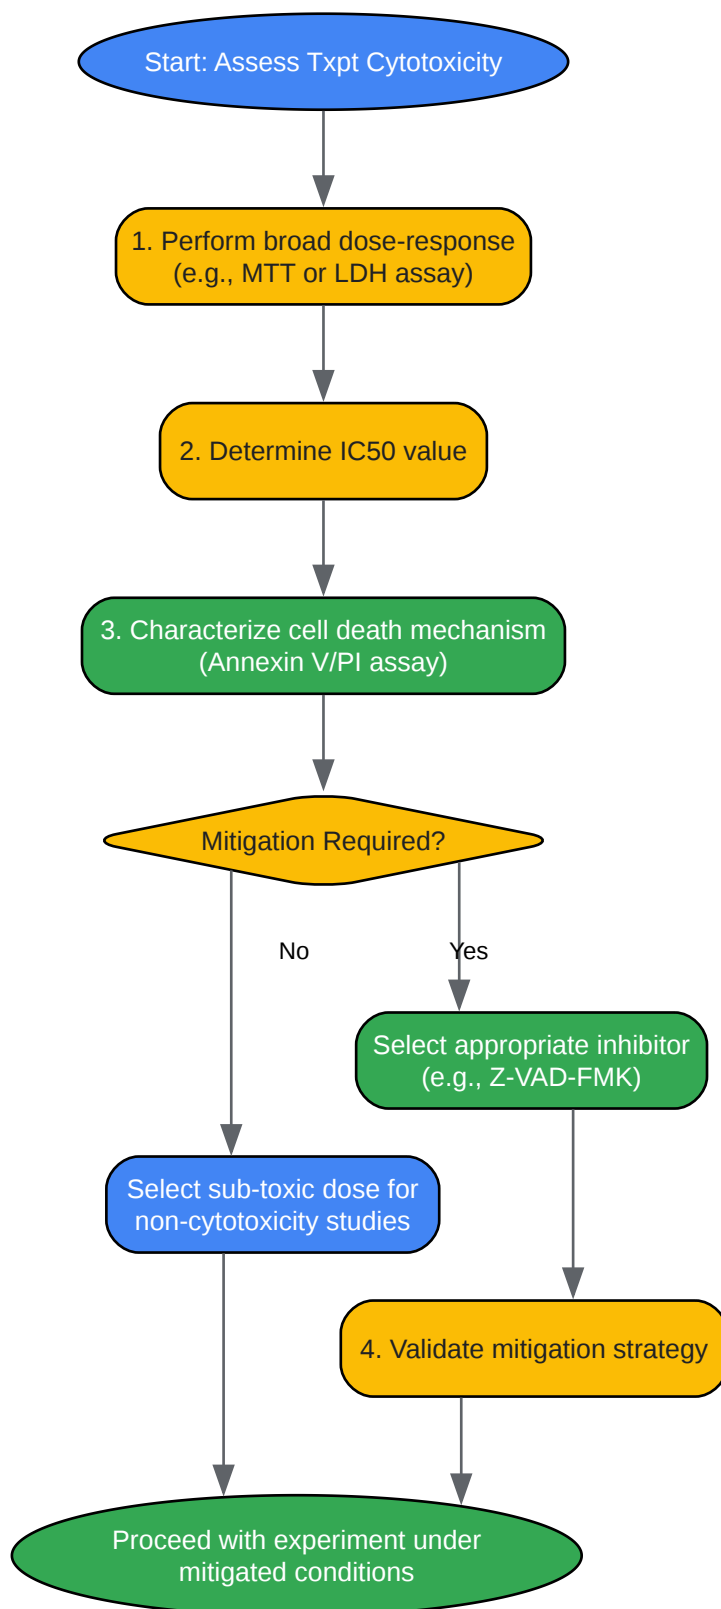 Start: Assess Txpt Cytotoxicity
1. Perform broad dose-response
(e.g., MTT or LDH assay)
2. Determine IC50 value
3. Characterize cell death mechanism
(Annexin V/PI assay)
Mitigation Required?
No
Yes
Select appropriate inhibitor
(e.g., Z-VAD-FMK)
Select sub-toxic dose for
non-cytotoxicity studies
4. Validate mitigation strategy
Proceed with experiment under
mitigated conditions